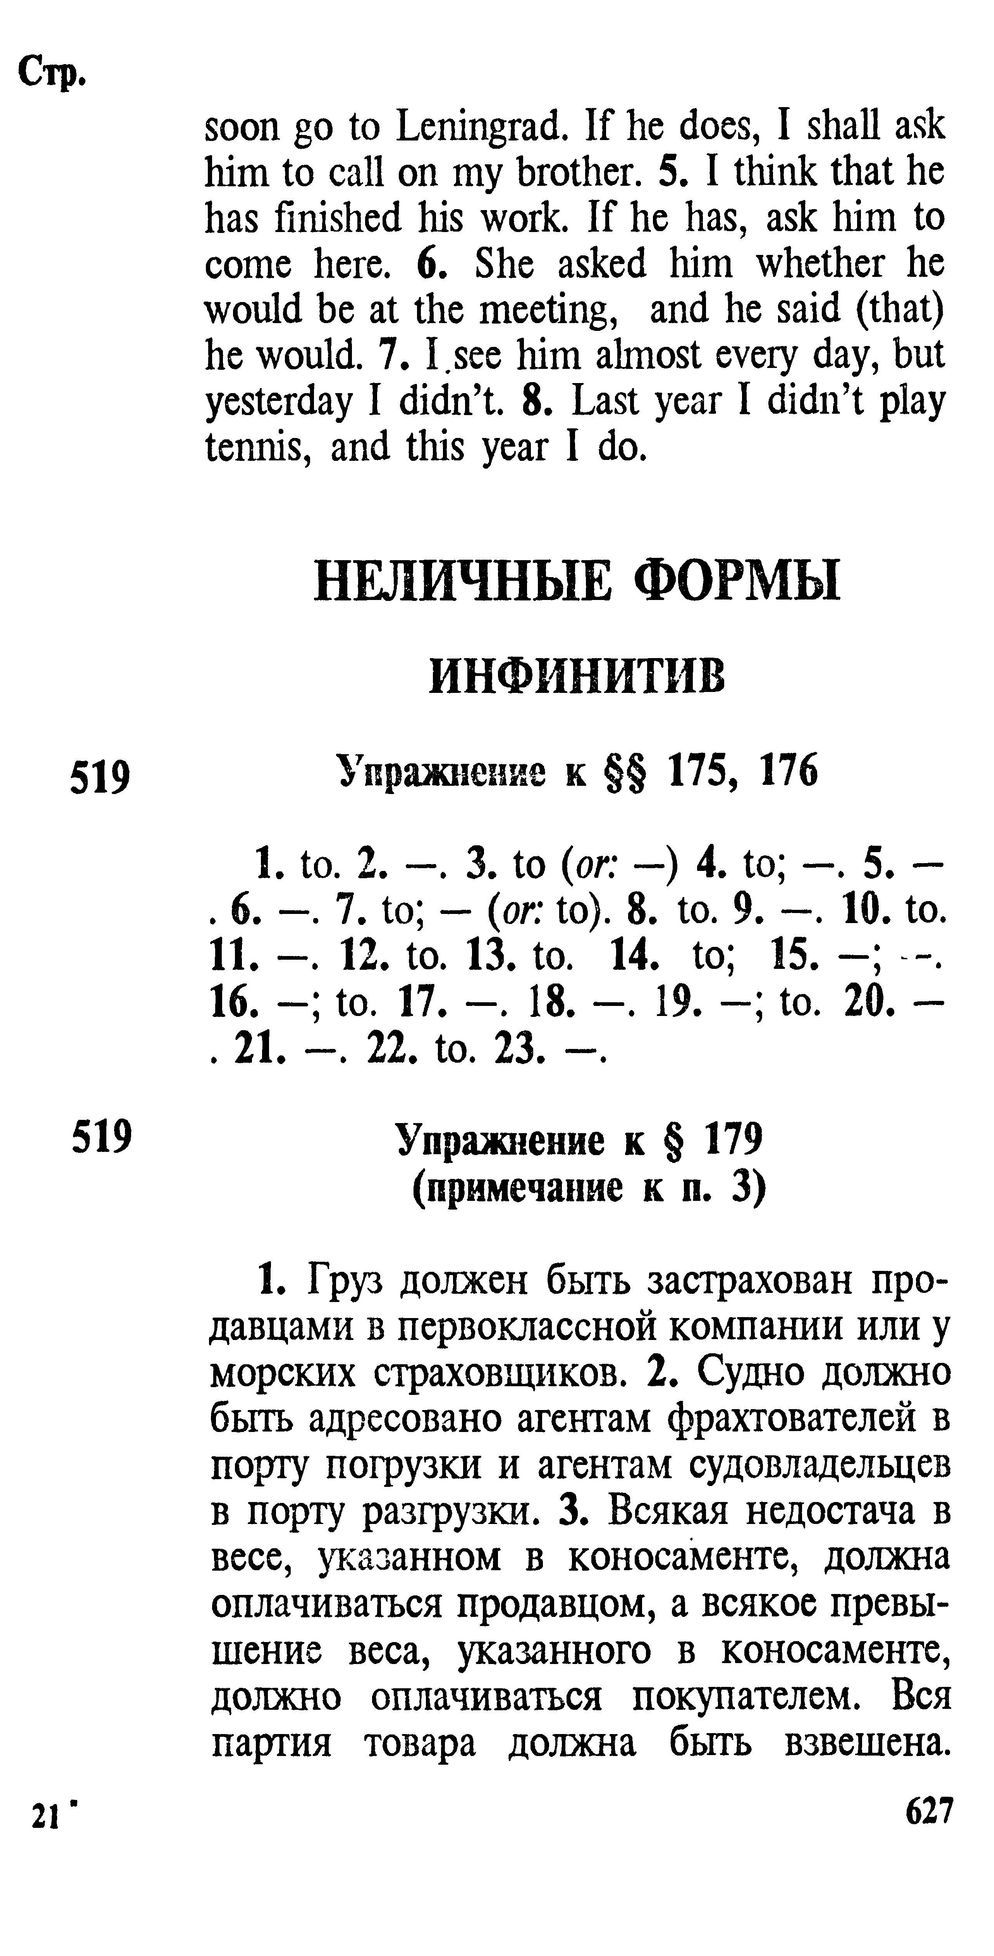 Стр.
soon go to Leningrad. If he does, I shall ask
him to call on my brother. 5. I think that he
has finished his work. If he has, ask him to
come here. 6. She asked him whether he
would be at the meeting, and he said (that)
he would. 7. I see him almost every day, but
yesterday I didn't. 8. Last year I didn't play
tennis, and this year I do.
НЕЛИЧНЫЕ ФОРМЫ
ИНФИНИТИВ
519 Упражнение к §§ 175, 176
1. to. 2. —. 3. to (or: —) 4. to; —. 5. —
. 6. —. 7. to; — (or: to). 8. to. 9. —. 10. to.
11. —. 12. to. 13. to. 14. to; 15. —; --.
16. —; to. 17. —. 18. —. 19. —; to. 20. —
. 21. —. 22. to. 23. —.
519 Упражнение к § 179
(примечание к п. 3)
1. Груз должен быть застрахован про-
давцами в первоклассной компании или у
морских страховщиков. 2. Судно должно
быть адресовано агентам фрахтователей в
порту погрузки и агентам судовладельцев
в порту разгрузки. 3. Всякая недостача в
весе, указанном в коносаменте, должна
оплачиваться продавцом, а всякое превы-
шение веса, указанного в коносаменте,
должно оплачиваться покупателем. Вся
партия товара должна быть взвешена.
21* 627